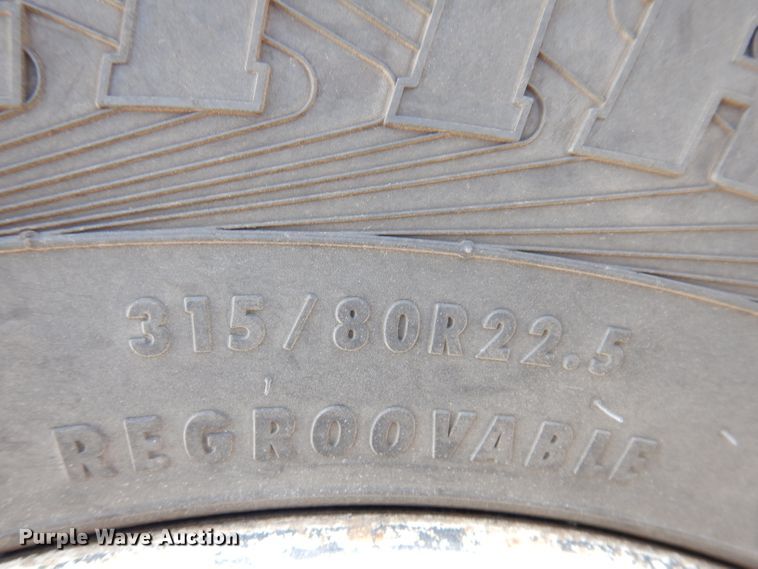 315/80R22.5
REGROOVABLE
Purple Wave Auction